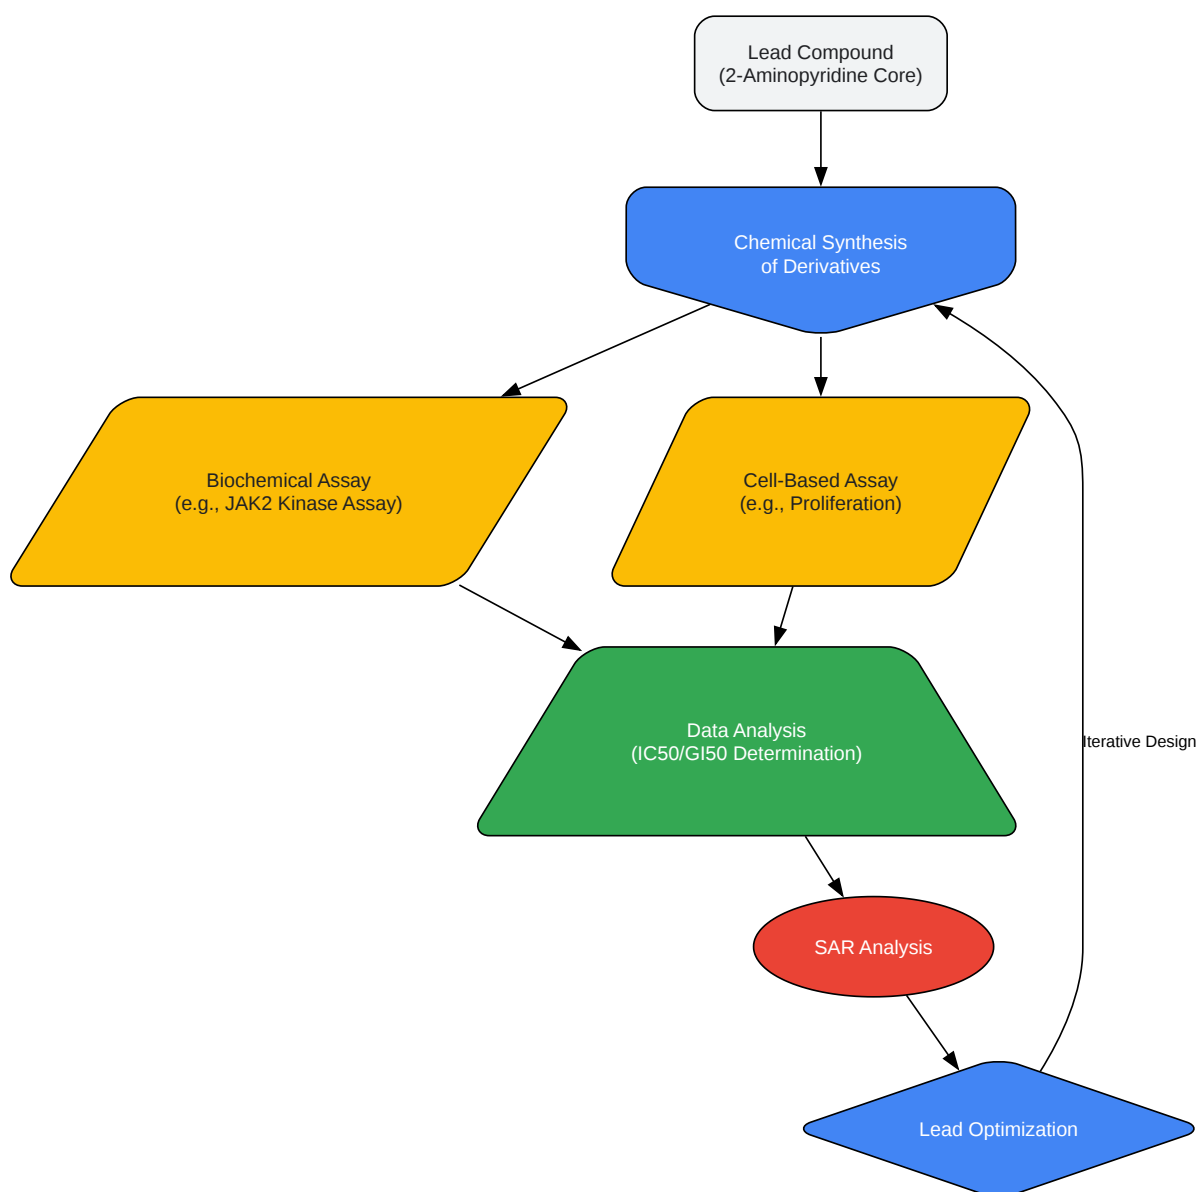 Lead Compound
(2-Aminopyridine Core)
Chemical Synthesis
of Derivatives
Biochemical Assay
(e.g., JAK2 Kinase Assay)
Cell-Based Assay
(e.g., Proliferation)
Data Analysis
(IC50/GI50 Determination)
Iterative Design
SAR Analysis
Lead Optimization